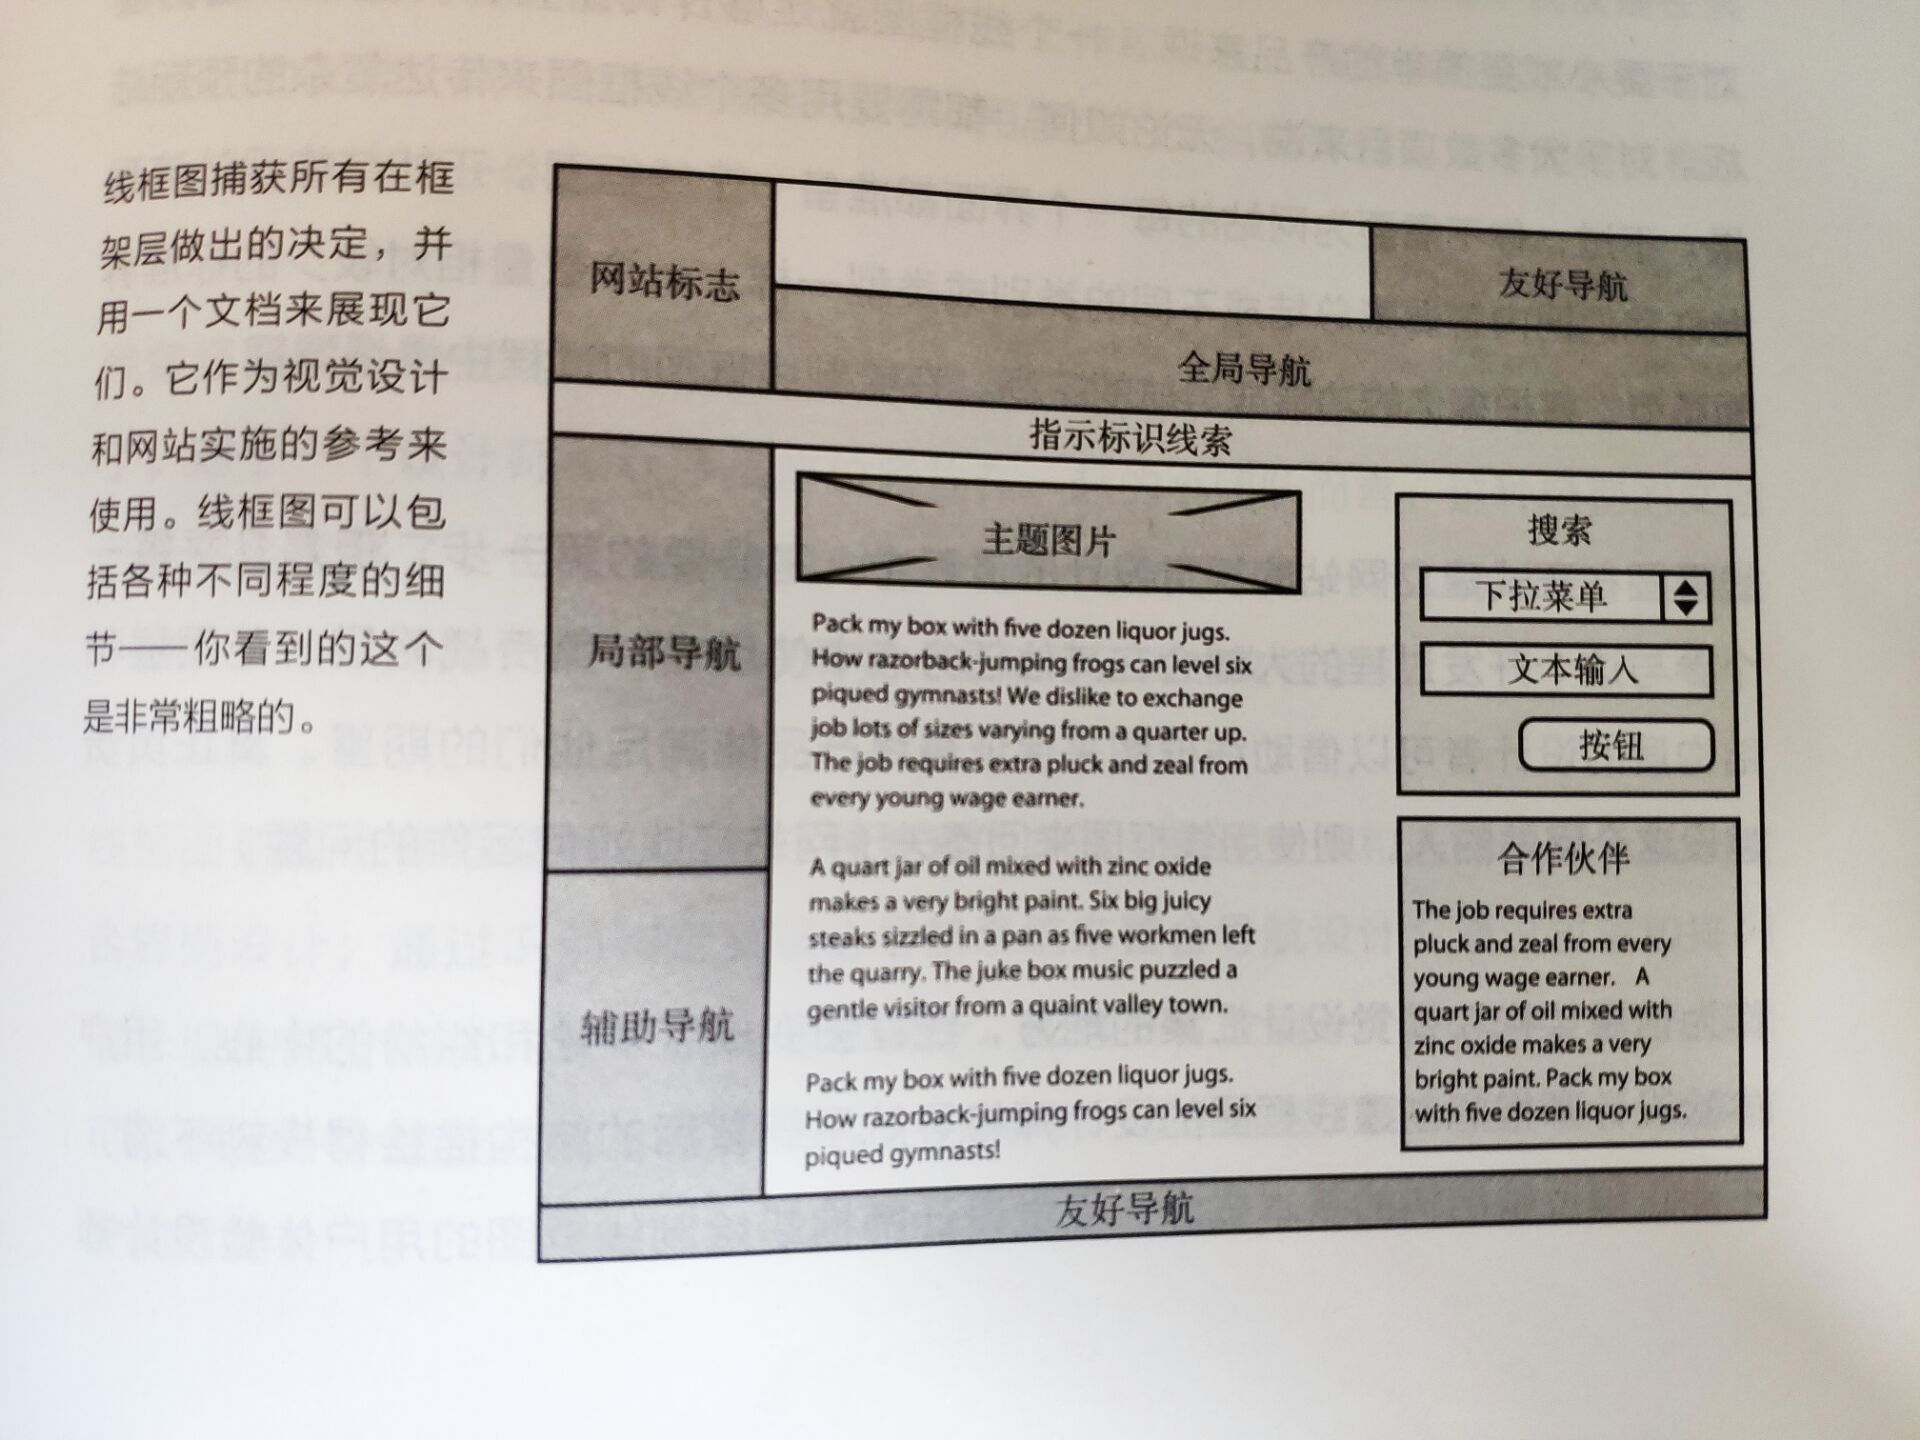 线框图捕获所有在框
架层做出的决定，并
用一个文档来展现它
们。它作为视觉设计
和网站实施的参考来
使用。线框图可以包
括各种不同程度的细
节——你看到的这个
是非常粗略的。
网站标志
友好导航
全局导航
指示标识线索
局部导航
辅助导航
主题图片
Pack my box with five dozen liquor jugs.
How razorback-jumping frogs can level six
piqued gymnasts! We dislike to exchange
job lots of sizes varying from a quarter up.
The job requires extra pluck and zeal from
every young wage earner.
A quart jar of oil mixed with zinc oxide
makes a very bright paint. Six big juicy
steaks sizzled in a pan as five workmen left
the quarry. The juke box music puzzled a
gentle visitor from a quaint valley town.
Pack my box with five dozen liquor jugs.
How razorback-jumping frogs can level six
piqued gymnasts!
搜索
下拉菜单
文本输入
按钮
合作伙伴
The job requires extra
pluck and zeal from every
young wage earner. A
quart jar of oil mixed with
zinc oxide makes a very
bright paint. Pack my box
with five dozen liquor jugs.
友好导航